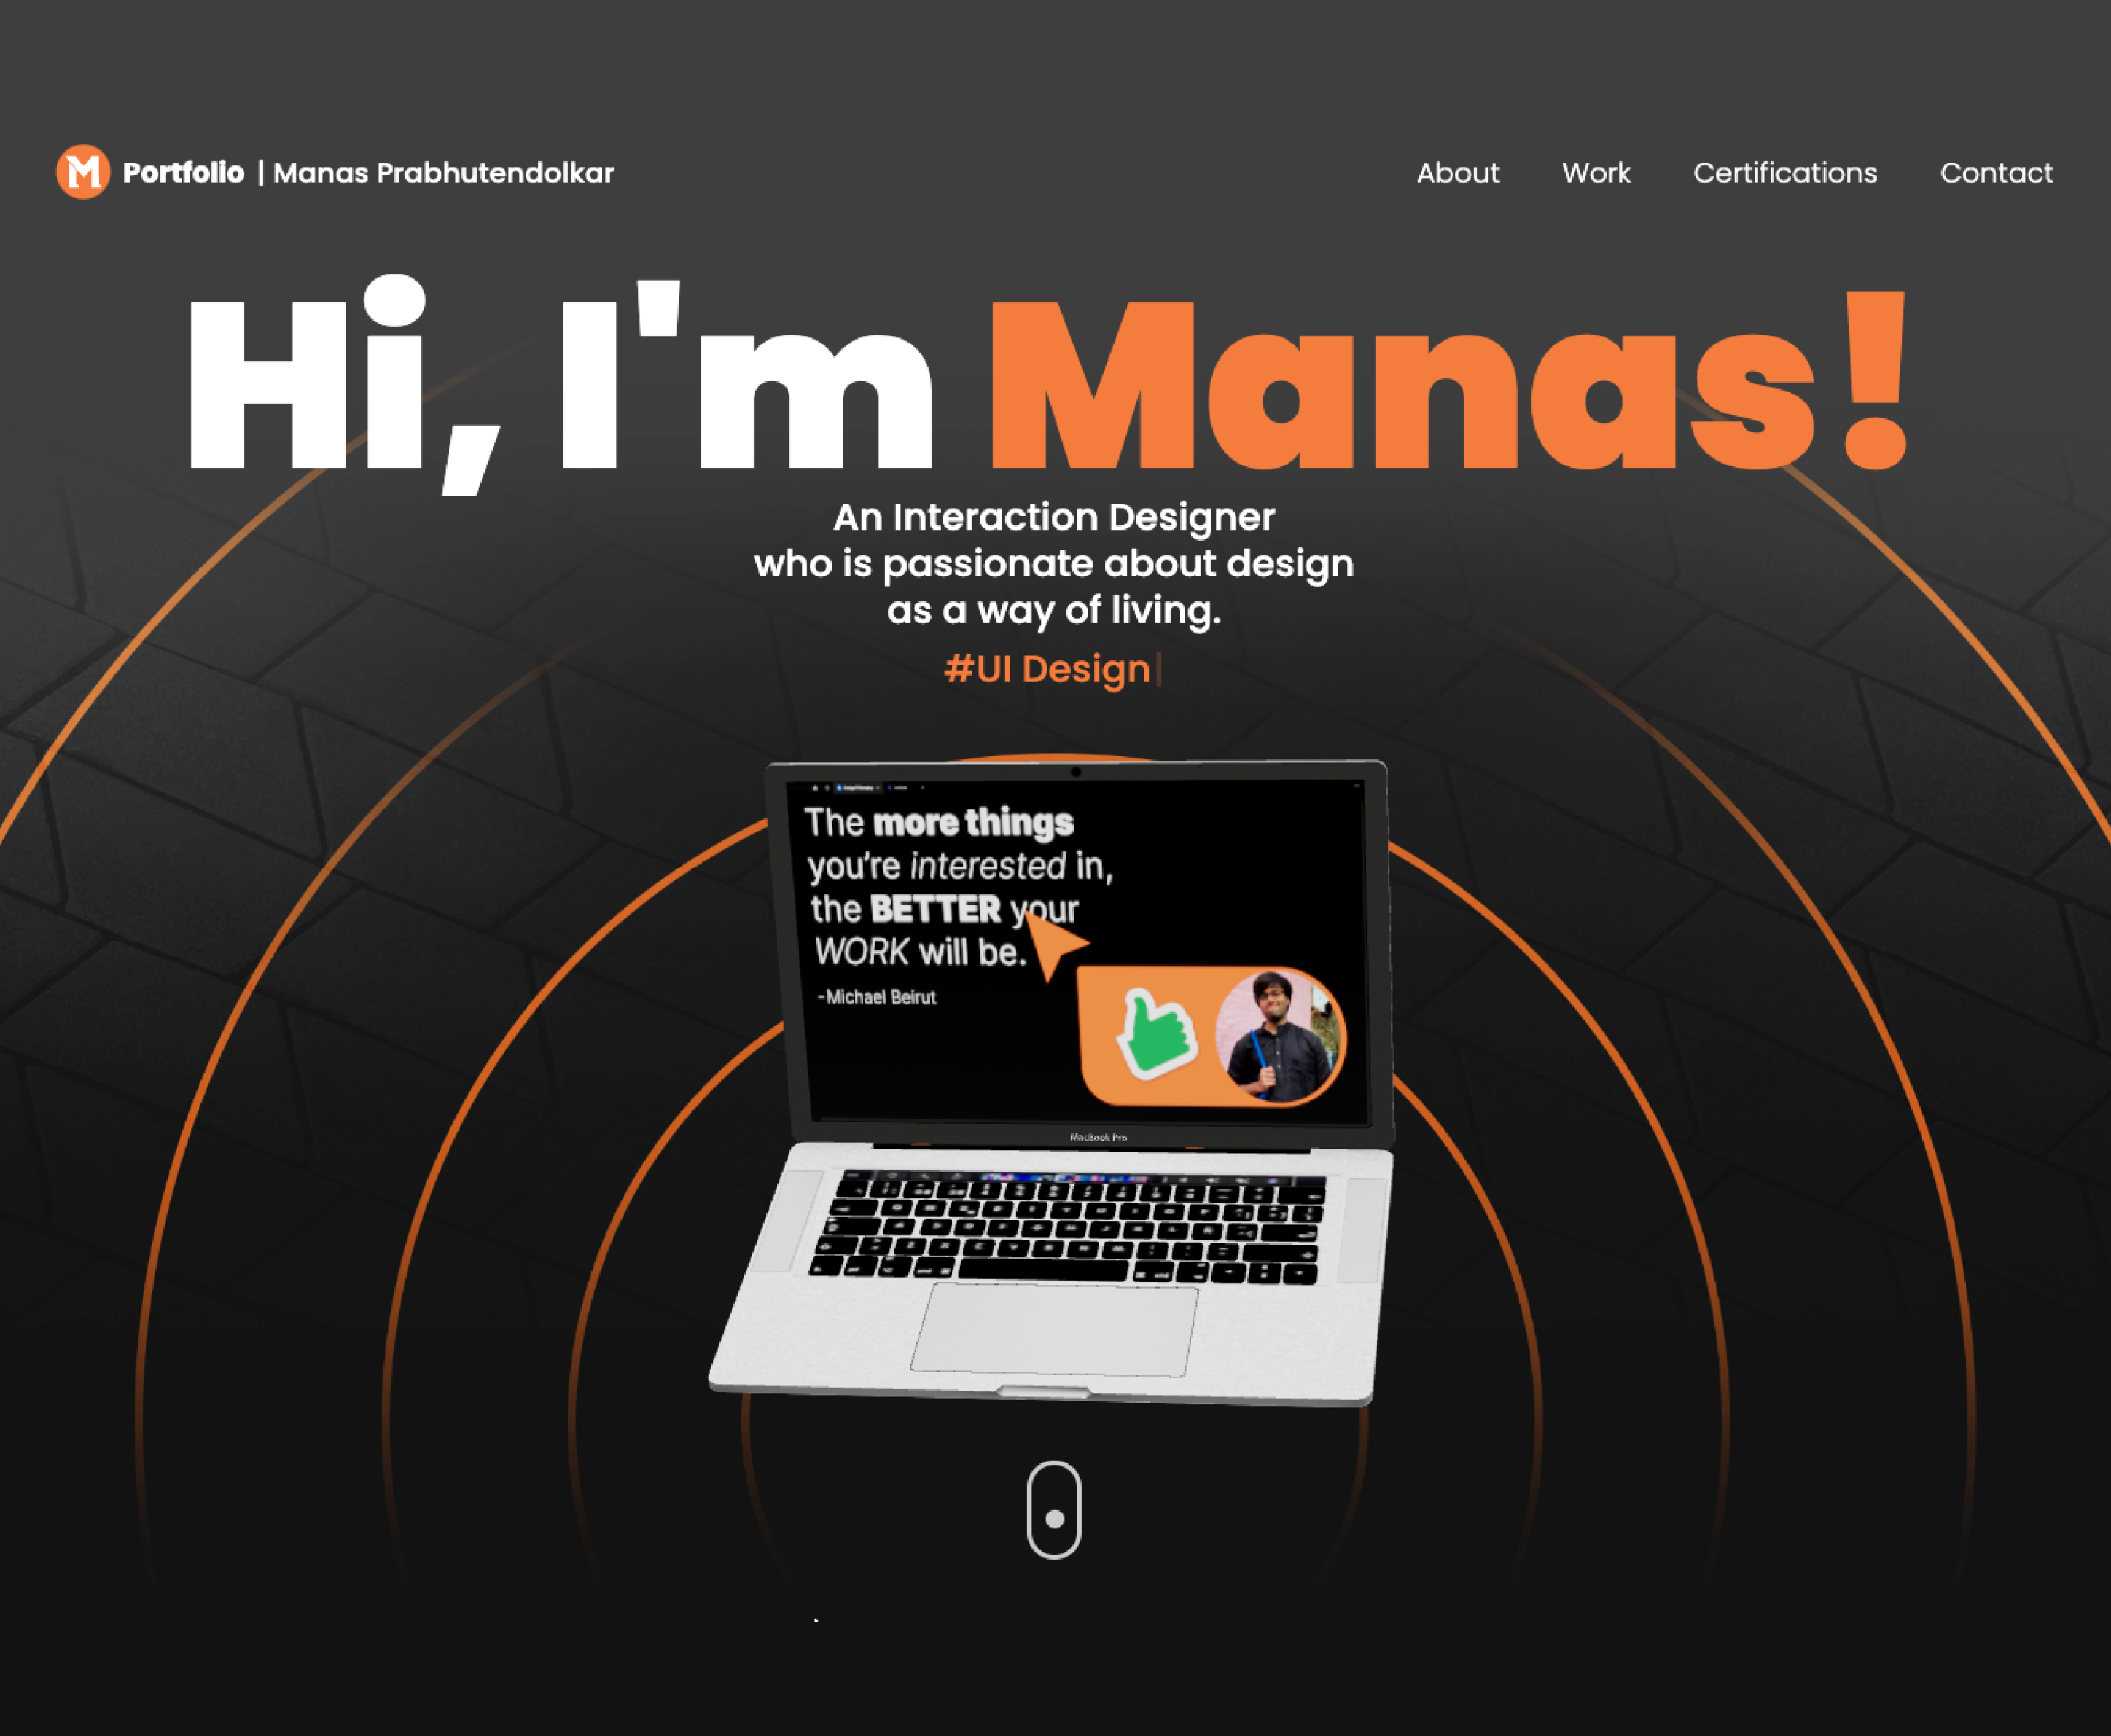 M Portfolio | Manas Prabhutendolkar
About Work Certifications Contact
Hi, I'm Manas!
An Interaction Designer
who is passionate about design
as a way of living.
#UI Design
The more things
you're interested in,
the BETTER your
WORK will be.
-Michael Beirut
MacBook Pro